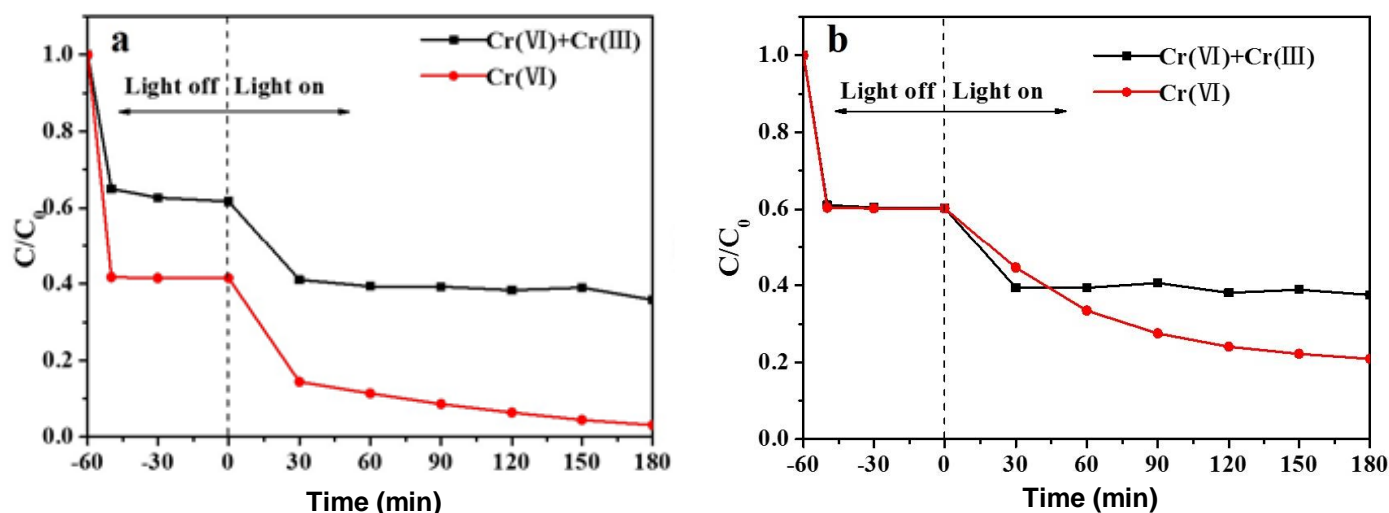 a
Cr(Ⅵ)+Cr(Ⅲ)
Cr(Ⅵ)
Light off Light on
C/C0
1.0
0.8
0.6
0.4
0.2
0.0
-60 -30 0 30 60 90 120 150 180
Time (min)
b
Cr(Ⅵ)+Cr(Ⅲ)
Cr(Ⅵ)
Light off Light on
C/C0
1.0
0.8
0.6
0.4
0.2
0.0
-60 -30 0 30 60 90 120 150 180
Time (min)